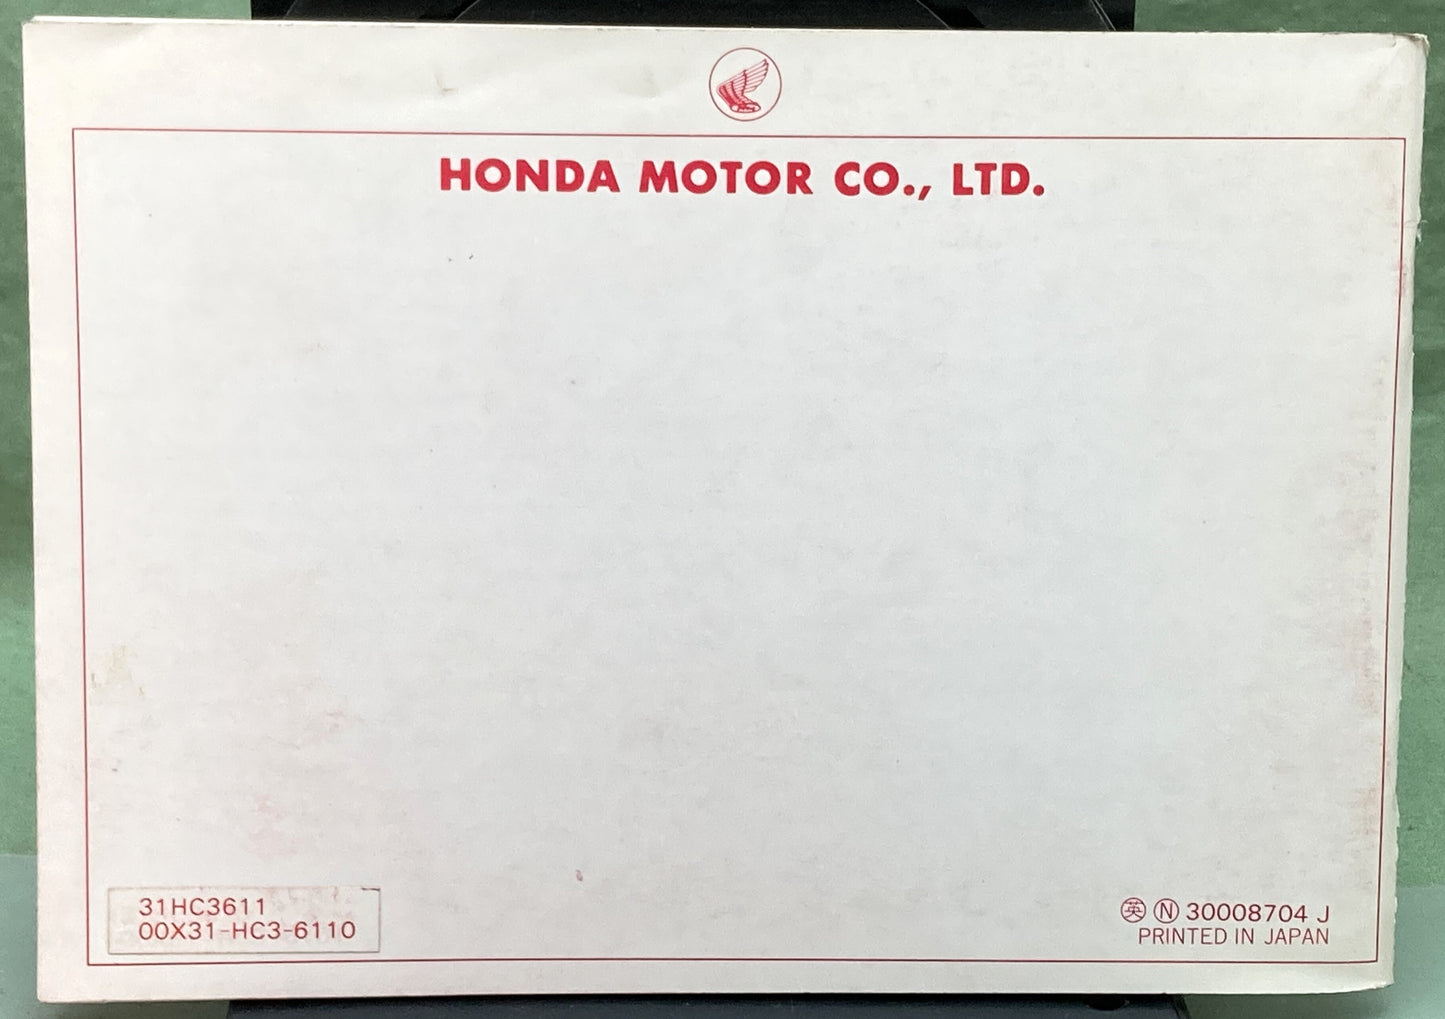 HONDA MOTOR CO., LTD.
31HC3611
00X31-HC3-6110
英 N 30008704 J
PRINTED IN JAPAN